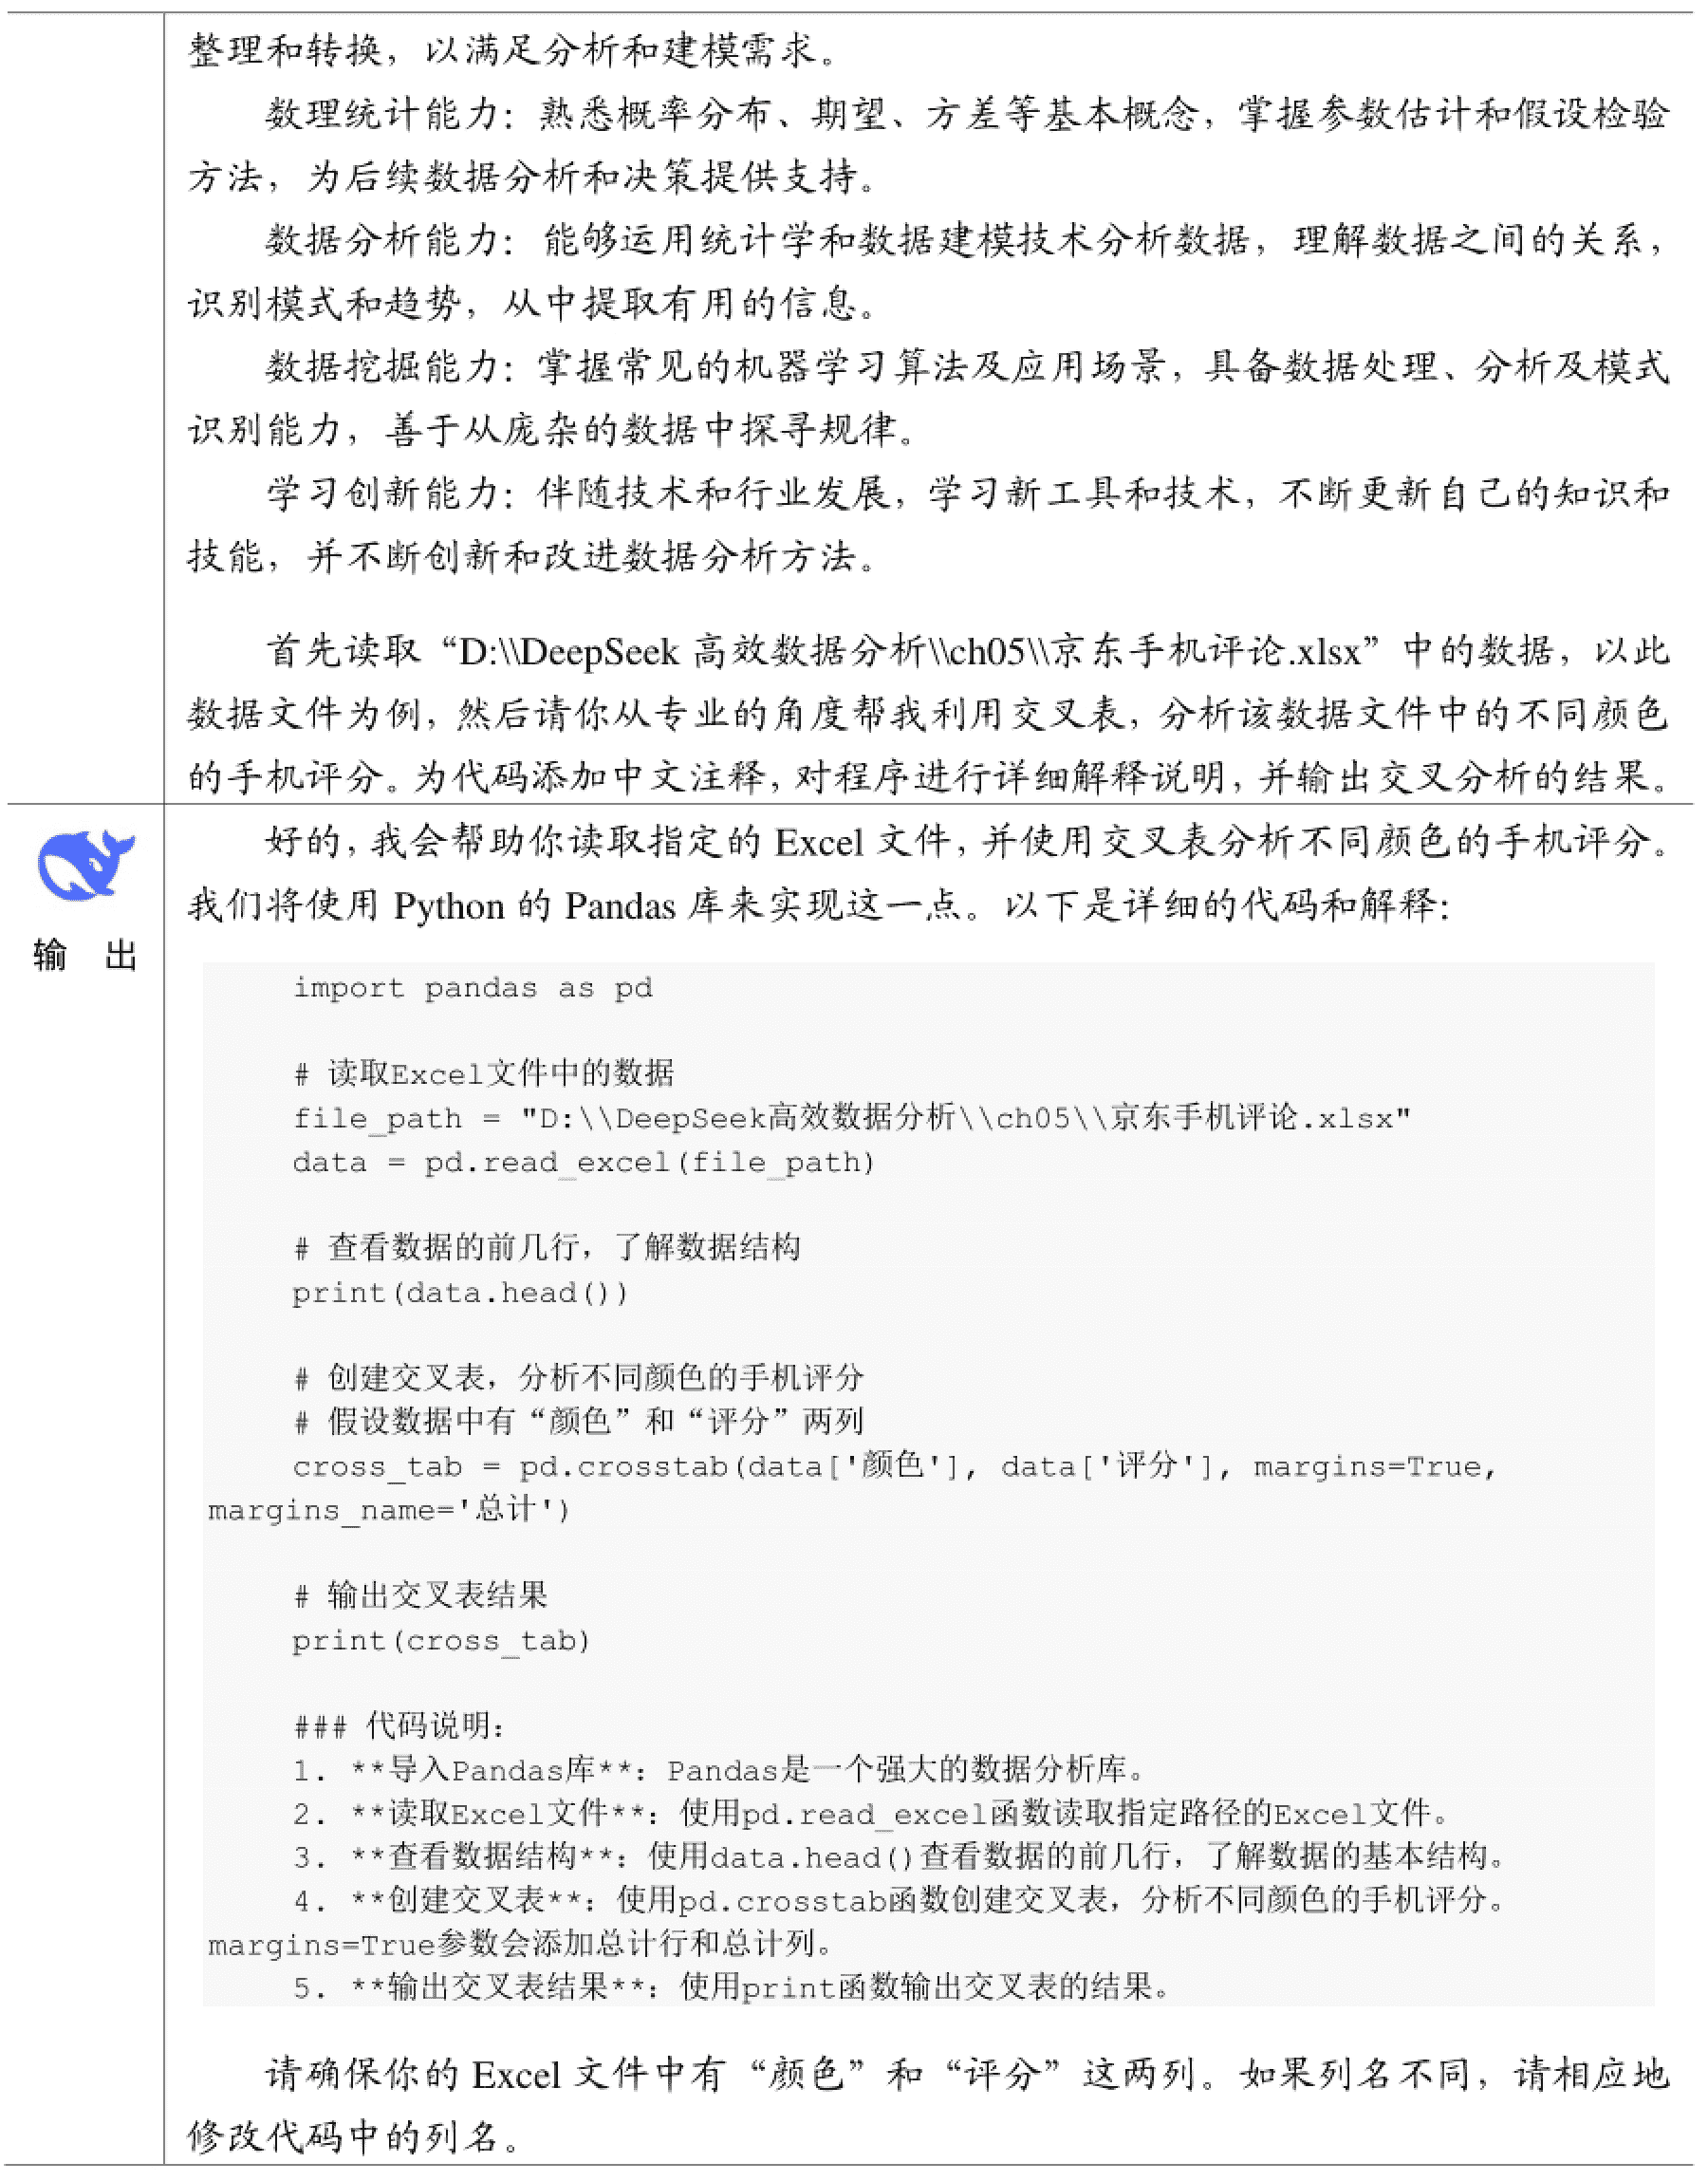 整理和转换，以满足分析和建模需求。
数理统计能力：熟悉概率分布、期望、方差等基本概念，掌握参数估计和假设检验
方法，为后续数据分析和决策提供支持。
数据分析能力：能够运用统计学和数据建模技术分析数据，理解数据之间的关系，
识别模式和趋势，从中提取有用的信息。
数据挖掘能力：掌握常见的机器学习算法及应用场景，具备数据处理、分析及模式
识别能力，善于从庞杂的数据中探寻规律。
学习创新能力：伴随技术和行业发展，学习新工具和技术，不断更新自己的知识和
技能，并不断创新和改进数据分析方法。
首先读取“D:\\DeepSeek 高效数据分析\\ch05\\京东手机评论.xlsx”中的数据，以此
数据文件为例，然后请你从专业的角度帮我利用交叉表，分析该数据文件中的不同颜色
的手机评分。为代码添加中文注释，对程序进行详细解释说明，并输出交叉分析的结果。
输 出
好的，我会帮助你读取指定的 Excel 文件，并使用交叉表分析不同颜色的手机评分。
我们将使用 Python 的 Pandas 库来实现这一点。以下是详细的代码和解释：
import pandas as pd
# 读取Excel文件中的数据
file_path = "D:\\DeepSeek高效数据分析\\ch05\\京东手机评论.xlsx"
data = pd.read_excel(file_path)
# 查看数据的前几行，了解数据结构
print(data.head())
# 创建交叉表，分析不同颜色的手机评分
# 假设数据中有“颜色”和“评分”两列
cross_tab = pd.crosstab(data['颜色'], data['评分'], margins=True,
margins_name='总计')
# 输出交叉表结果
print(cross_tab)
### 代码说明：
1. **导入Pandas库**：Pandas是一个强大的数据分析库。
2. **读取Excel文件**：使用pd.read_excel函数读取指定路径的Excel文件。
3. **查看数据结构**：使用data.head()查看数据的前几行，了解数据的基本结构。
4. **创建交叉表**：使用pd.crosstab函数创建交叉表，分析不同颜色的手机评分。
margins=True参数会添加总计行和总计列。
5. **输出交叉表结果**：使用print函数输出交叉表的结果。
请确保你的 Excel 文件中有“颜色”和“评分”这两列。如果列名不同，请相应地
修改代码中的列名。